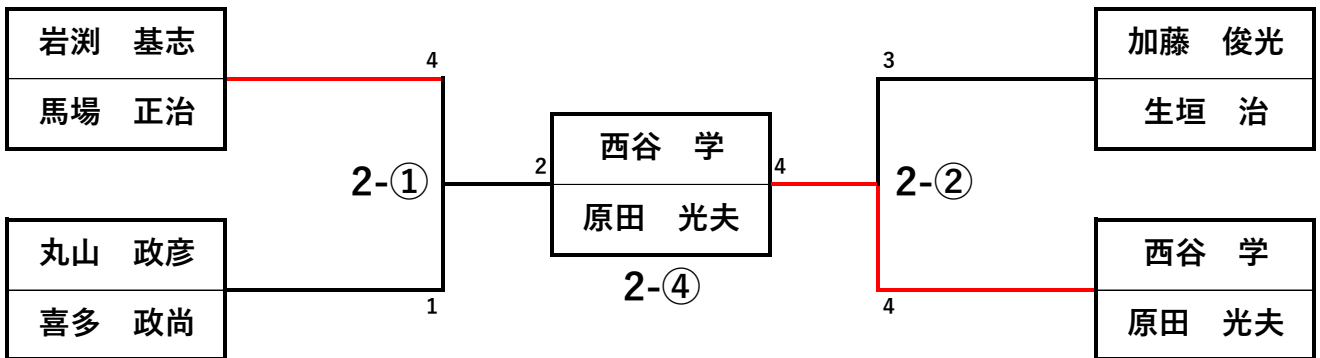 岩渕　基志
馬場　正治
4
加藤　俊光
生垣　治
3
2-①
2
西谷　学
原田　光夫
4
2-②
2-④
丸山　政彦
喜多　政尚
1
西谷　学
原田　光夫
4